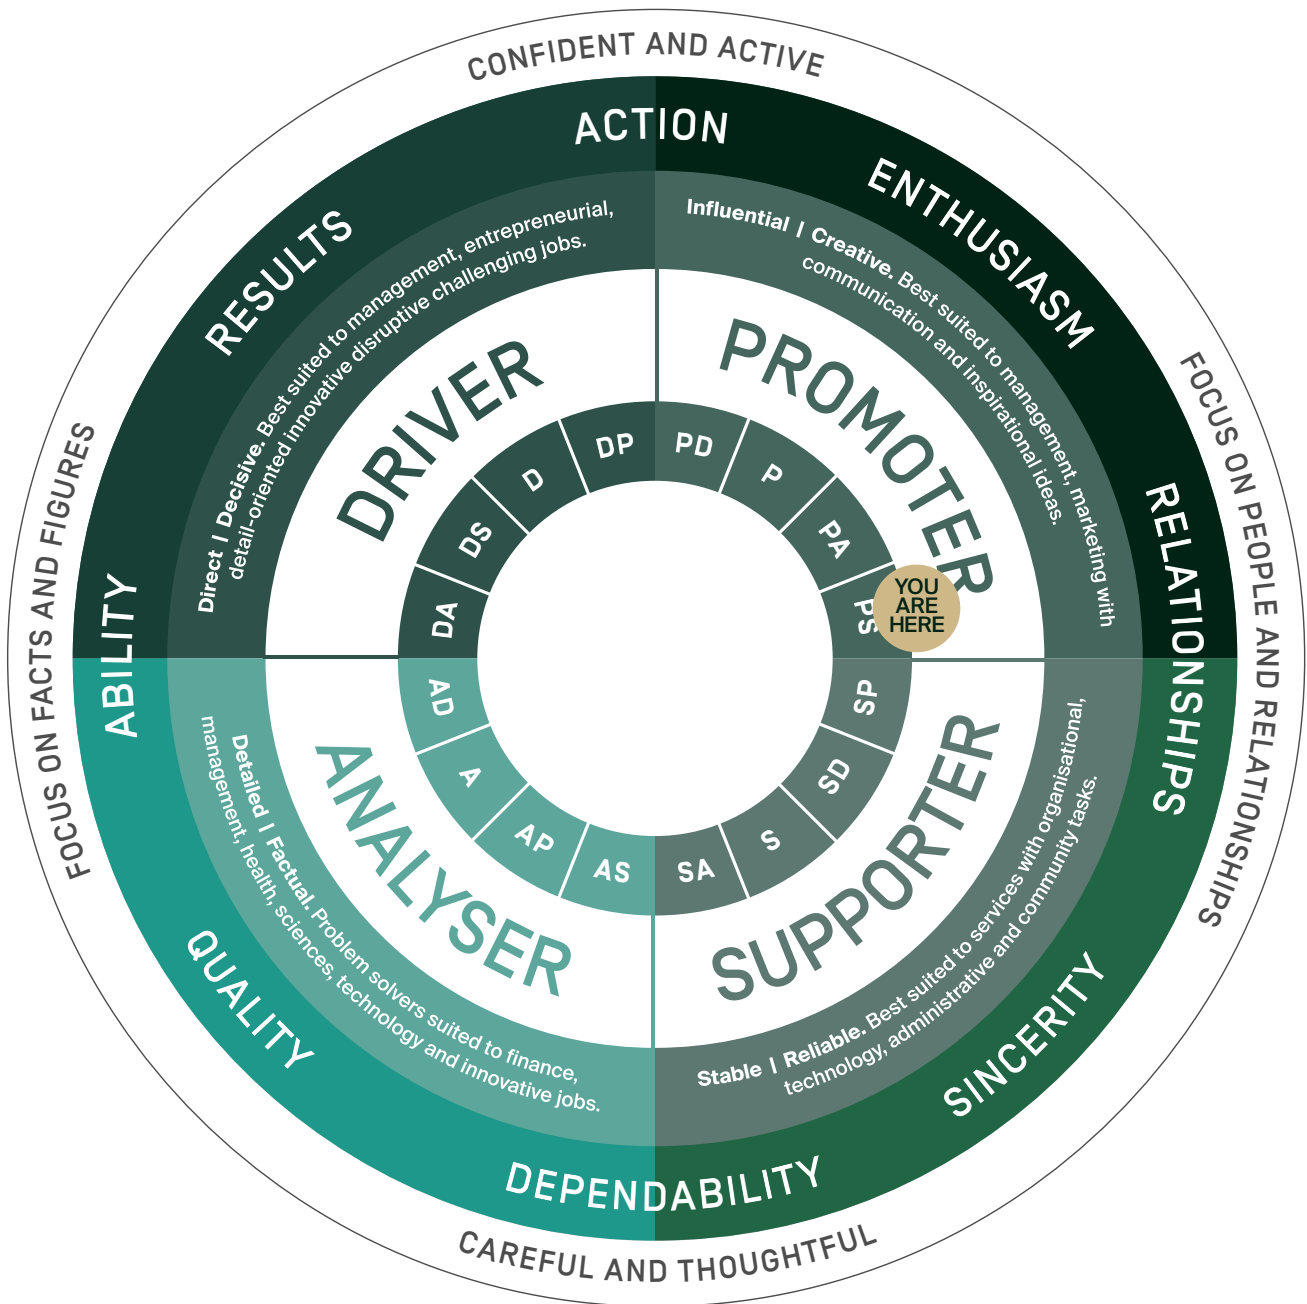 CONFIDENT AND ACTIVE
FOCUS ON PEOPLE AND RELATIONSHIPS
CAREFUL AND THOUGHTFUL
FOCUS ON FACTS AND FIGURES
ACTION
ENTHUSIASM
RELATIONSHIPS
SINCERITY
DEPENDABILITY
QUALITY
ABILITY
RESULTS
Direct | Decisive. Best suited to management, entrepreneurial,
detail-oriented innovative disruptive challenging jobs.
Influential | Creative. Best suited to management, marketing with
communication and inspirational ideas.
Stable | Reliable. Best suited to services with organisational,
technology, administrative and community tasks.
Detailed | Factual. Problem solvers suited to finance,
management, health, sciences, technology and innovative jobs.
DRIVER
PROMOTER
SUPPORTER
ANALYSER
DP
PD
P
PA
PS
SP
SD
S
SA
AS
AP
A
AD
DA
DS
D
YOU
ARE
HERE